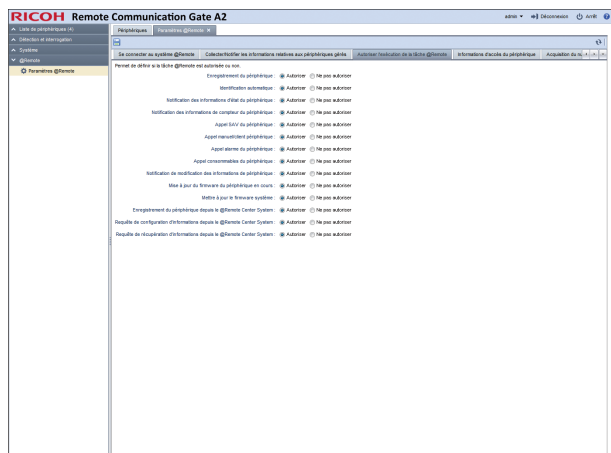 RICOH Remote Communication Gate A2
admin Déconnexion Arrêt
Liste de périphériques (4)
Détection et interrogation
Système
@Remote
Paramètres @Remote
Périphériques Paramètres @Remote
Se connecter au système @Remote Collecter/Notifier les informations relatives aux périphériques gérés Autoriser l'exécution de la tâche @Remote Informations d'accès du périphérique Acquisition du
Permet de définir si la tâche @Remote est autorisée ou non.
Enregistrement du périphérique : Autoriser Ne pas autoriser
Identification automatique : Autoriser Ne pas autoriser
Notification des informations d'état du périphérique : Autoriser Ne pas autoriser
Notification des informations de compteur du périphérique : Autoriser Ne pas autoriser
Appel SAV du périphérique : Autoriser Ne pas autoriser
Appel manuel/client périphérique : Autoriser Ne pas autoriser
Appel alarme du périphérique : Autoriser Ne pas autoriser
Appel consommables du périphérique : Autoriser Ne pas autoriser
Notification de modification des informations de périphérique : Autoriser Ne pas autoriser
Mise à jour du firmware du périphérique en cours : Autoriser Ne pas autoriser
Mettre à jour le firmware système : Autoriser Ne pas autoriser
Enregistrement du périphérique depuis le @Remote Center System : Autoriser Ne pas autoriser
Requête de configuration d'informations depuis le @Remote Center System : Autoriser Ne pas autoriser
Requête de récupération d'informations depuis le @Remote Center System : Autoriser Ne pas autoriser